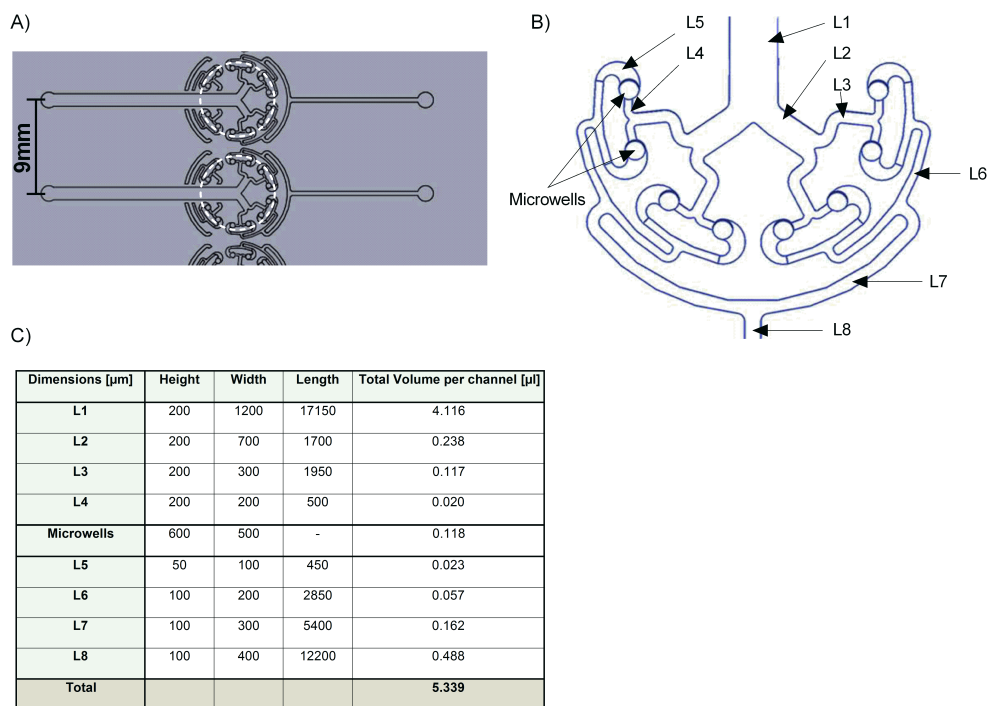 A)
9mm
B)
L5
L1
L4
L2
L3
Microwells
L6
L7
L8
C)
Dimensions [µm] Height Width Length Total Volume per channel [µl]
L1 200 1200 17150 4.116
L2 200 700 1700 0.238
L3 200 300 1950 0.117
L4 200 200 500 0.020
Microwells 600 500 - 0.118
L5 50 100 450 0.023
L6 100 200 2850 0.057
L7 100 300 5400 0.162
L8 100 400 12200 0.488
Total 5.339